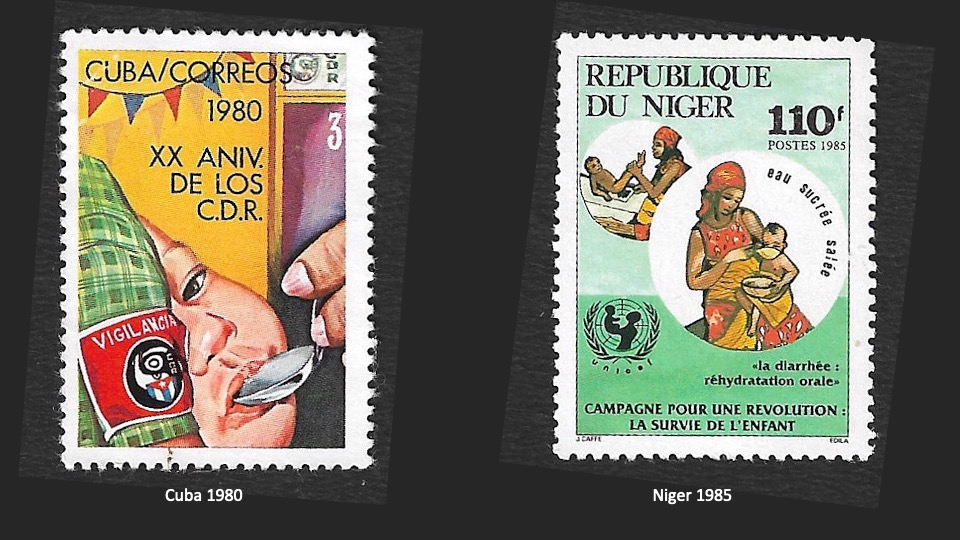 CUBA/CORREOS
1980
3
XX ANIV.
DE LOS
C.D.R.
VIGILANCIA
CDR
Cuba 1980
REPUBLIQUE
DU NIGER
110F
POSTES 1985
eau sucrée salée
unicef
«la diarrhée :
réhydratation orale»
CAMPAGNE POUR UNE REVOLUTION :
LA SURVIE DE L'ENFANT
J.CAFFE
EDILA
Niger 1985